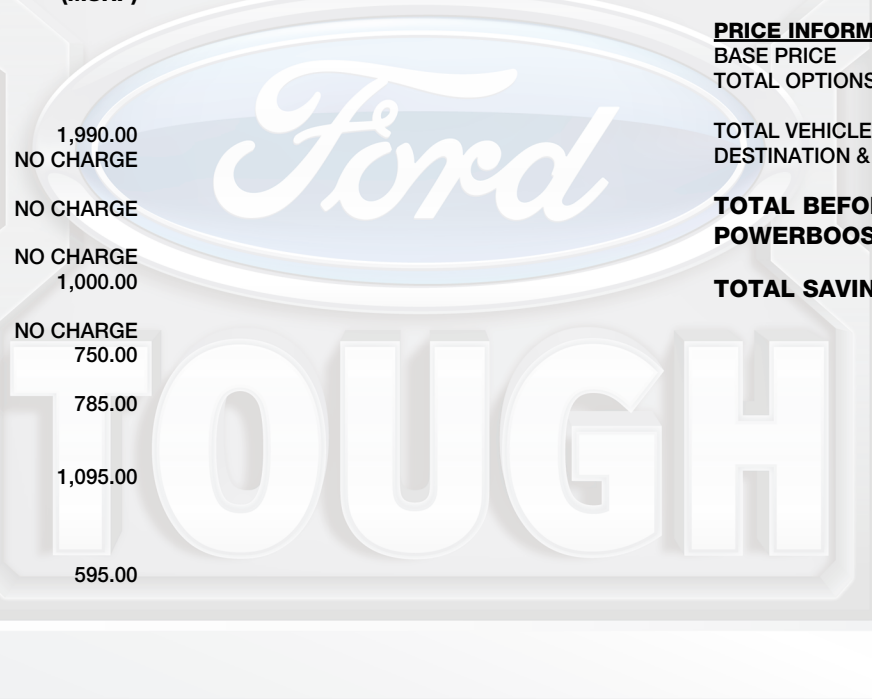 (MSRP)
1,990.00
NO CHARGE
NO CHARGE
NO CHARGE
1,000.00
NO CHARGE
750.00
785.00
1,095.00
595.00
Ford
TOUGH
PRICE INFORM
BASE PRICE
TOTAL OPTIONS
TOTAL VEHICLE
DESTINATION &
TOTAL BEFO
POWERBOOS
TOTAL SAVIN